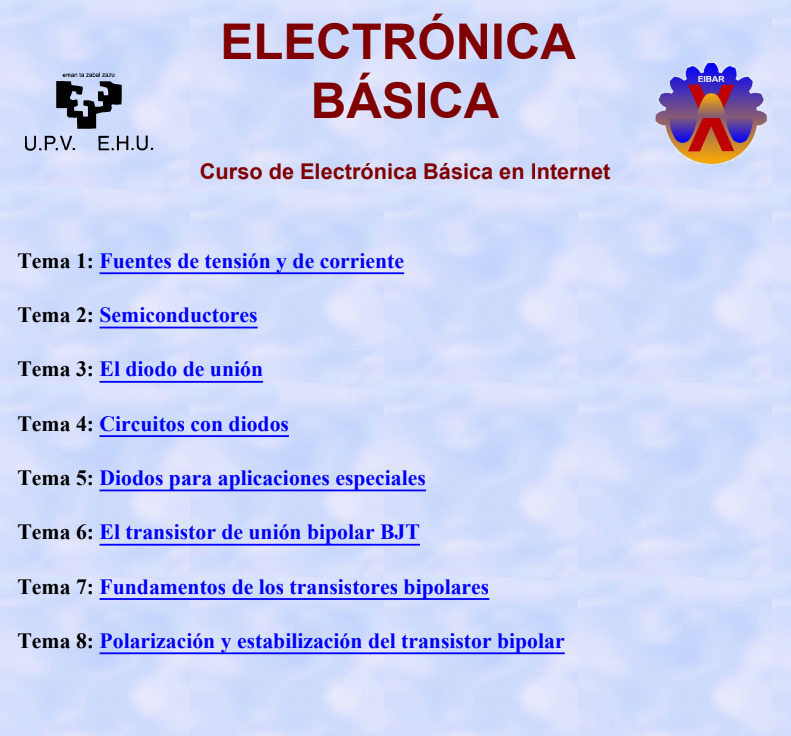 ELECTRÓNICA
BÁSICA
eman ta zabal zazu
U.P.V. E.H.U.
EIBAR
Curso de Electrónica Básica en Internet
Tema 1: Fuentes de tensión y de corriente
Tema 2: Semiconductores
Tema 3: El diodo de unión
Tema 4: Circuitos con diodos
Tema 5: Diodos para aplicaciones especiales
Tema 6: El transistor de unión bipolar BJT
Tema 7: Fundamentos de los transistores bipolares
Tema 8: Polarización y estabilización del transistor bipolar